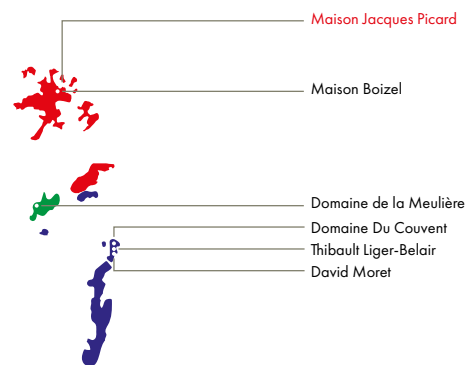 Maison Jacques Picard
Maison Boizel
Domaine de la Meulière
Domaine Du Couvent
Thibault Liger-Belair
David Moret